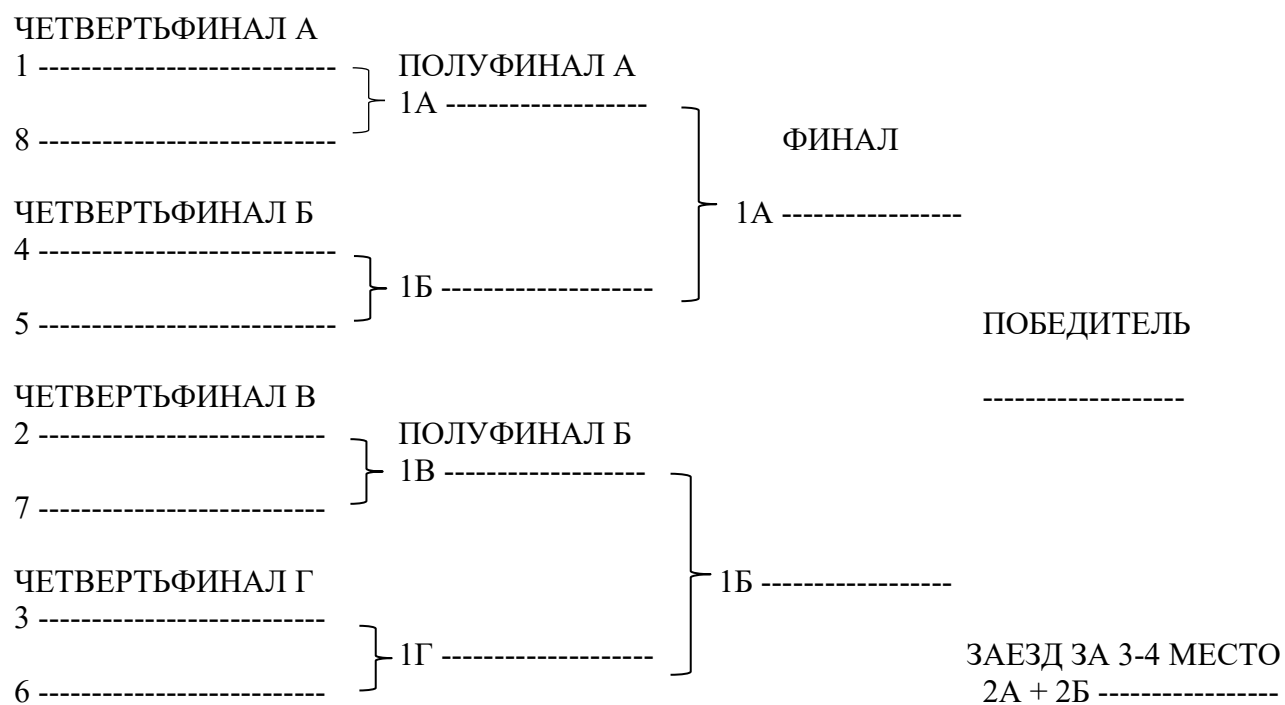 ЧЕТВЕРТЬФИНАЛ А
1 ----------------------------
8 ----------------------------
ЧЕТВЕРТЬФИНАЛ Б
4 ----------------------------
5 ----------------------------
ЧЕТВЕРТЬФИНАЛ В
2 ---------------------------
7 ---------------------------
ЧЕТВЕРТЬФИНАЛ Г
3 ---------------------------
6 ---------------------------
ПОЛУФИНАЛ А
1А -------------------
1Б --------------------
ПОЛУФИНАЛ Б
1В -------------------
1Г --------------------
ФИНАЛ
1А -----------------
1Б ------------------
ПОБЕДИТЕЛЬ
-------------------
ЗАЕЗД ЗА 3-4 МЕСТО
2А + 2Б -----------------